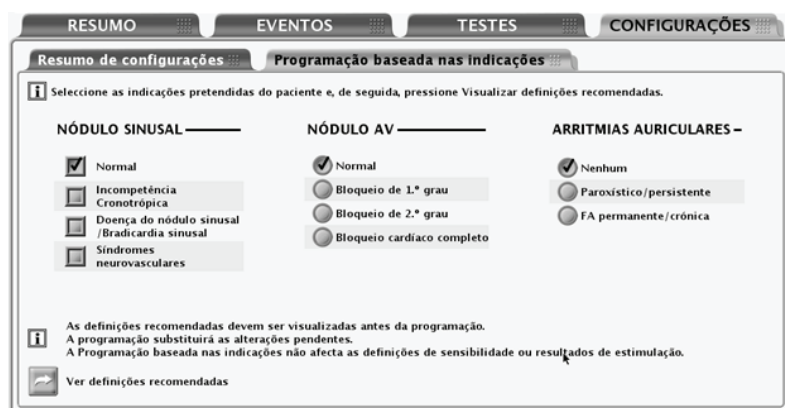 RESUMO EVENTOS TESTES CONFIGURAÇÕES
Resumo de configurações Programação baseada nas indicações
Seleccione as indicações pretendidas do paciente e, de seguida, pressione Visualizar definições recomendadas.
NÓDULO SINUSAL
Normal
Incompetência
Cronotrópica
Doença do nódulo sinusal
/Bradicardia sinusal
Síndromes
neurovasculares
NÓDULO AV
Normal
Bloqueio de 1.º grau
Bloqueio de 2.º grau
Bloqueio cardíaco completo
ARRITMIAS AURICULARES
Nenhum
Paroxístico/persistente
FA permanente/crónica
As definições recomendadas devem ser visualizadas antes da programação.
A programação substituirá as alterações pendentes.
A Programação baseada nas indicações não afecta as definições de sensibilidade ou resultados de estimulação.
Ver definições recomendadas